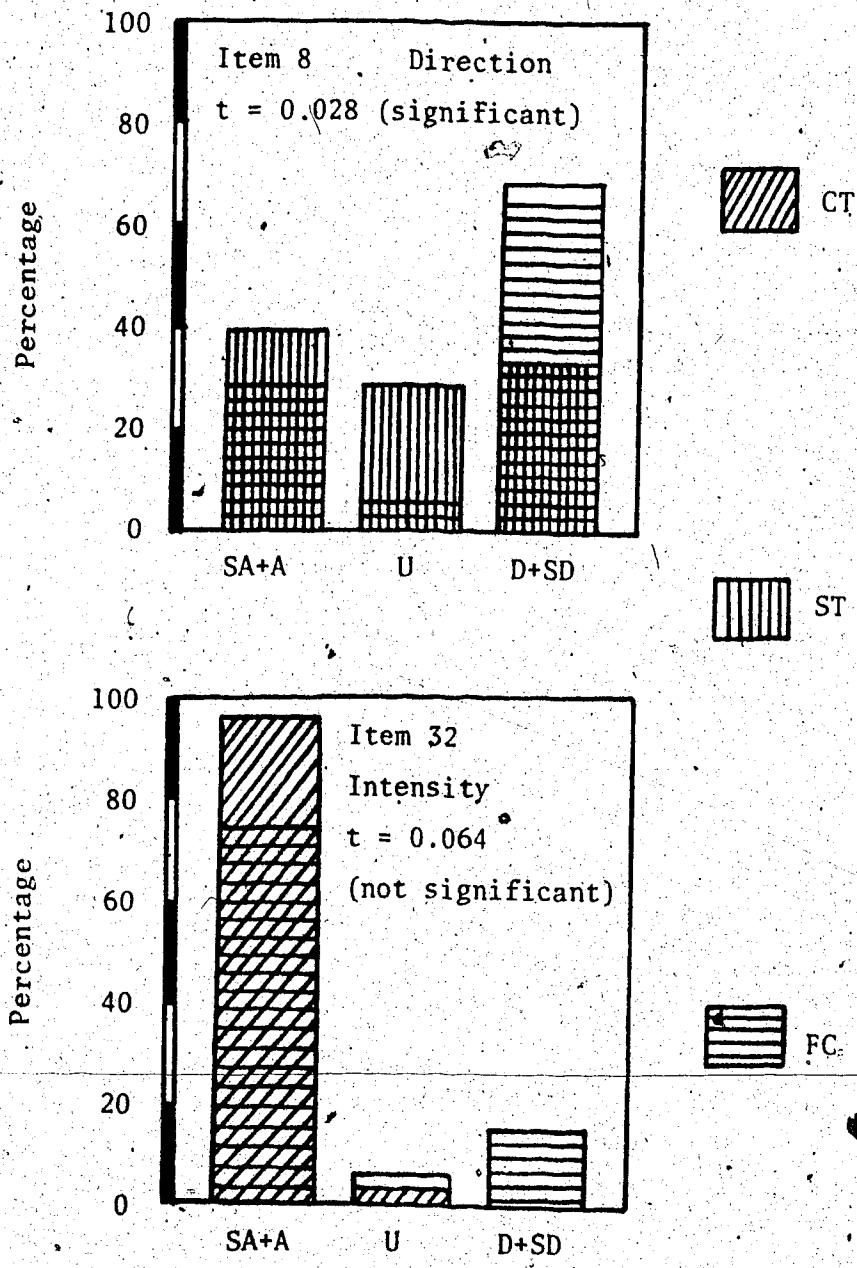 100
Item 8 Direction
t = 0.028 (significant)
80
60
40
20
0
Percentage
SA+A U D+SD
CT
ST
FC
100
Item 32
Intensity
t = 0.064
(not significant)
80
60
40
20
0
Percentage
SA+A U D+SD